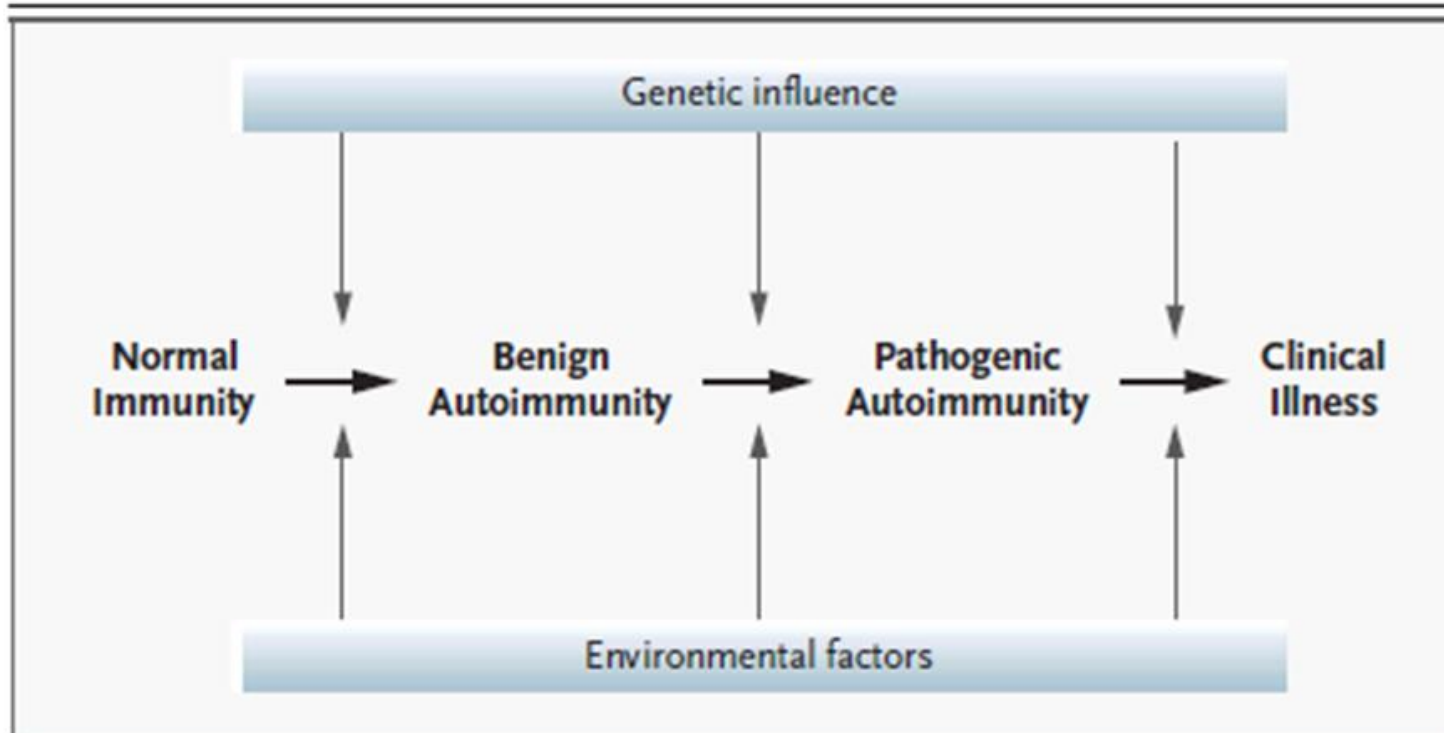 Genetic influence
Normal
Immunity
Benign
Autoimmunity
Pathogenic
Autoimmunity
Clinical
Illness
Environmental factors